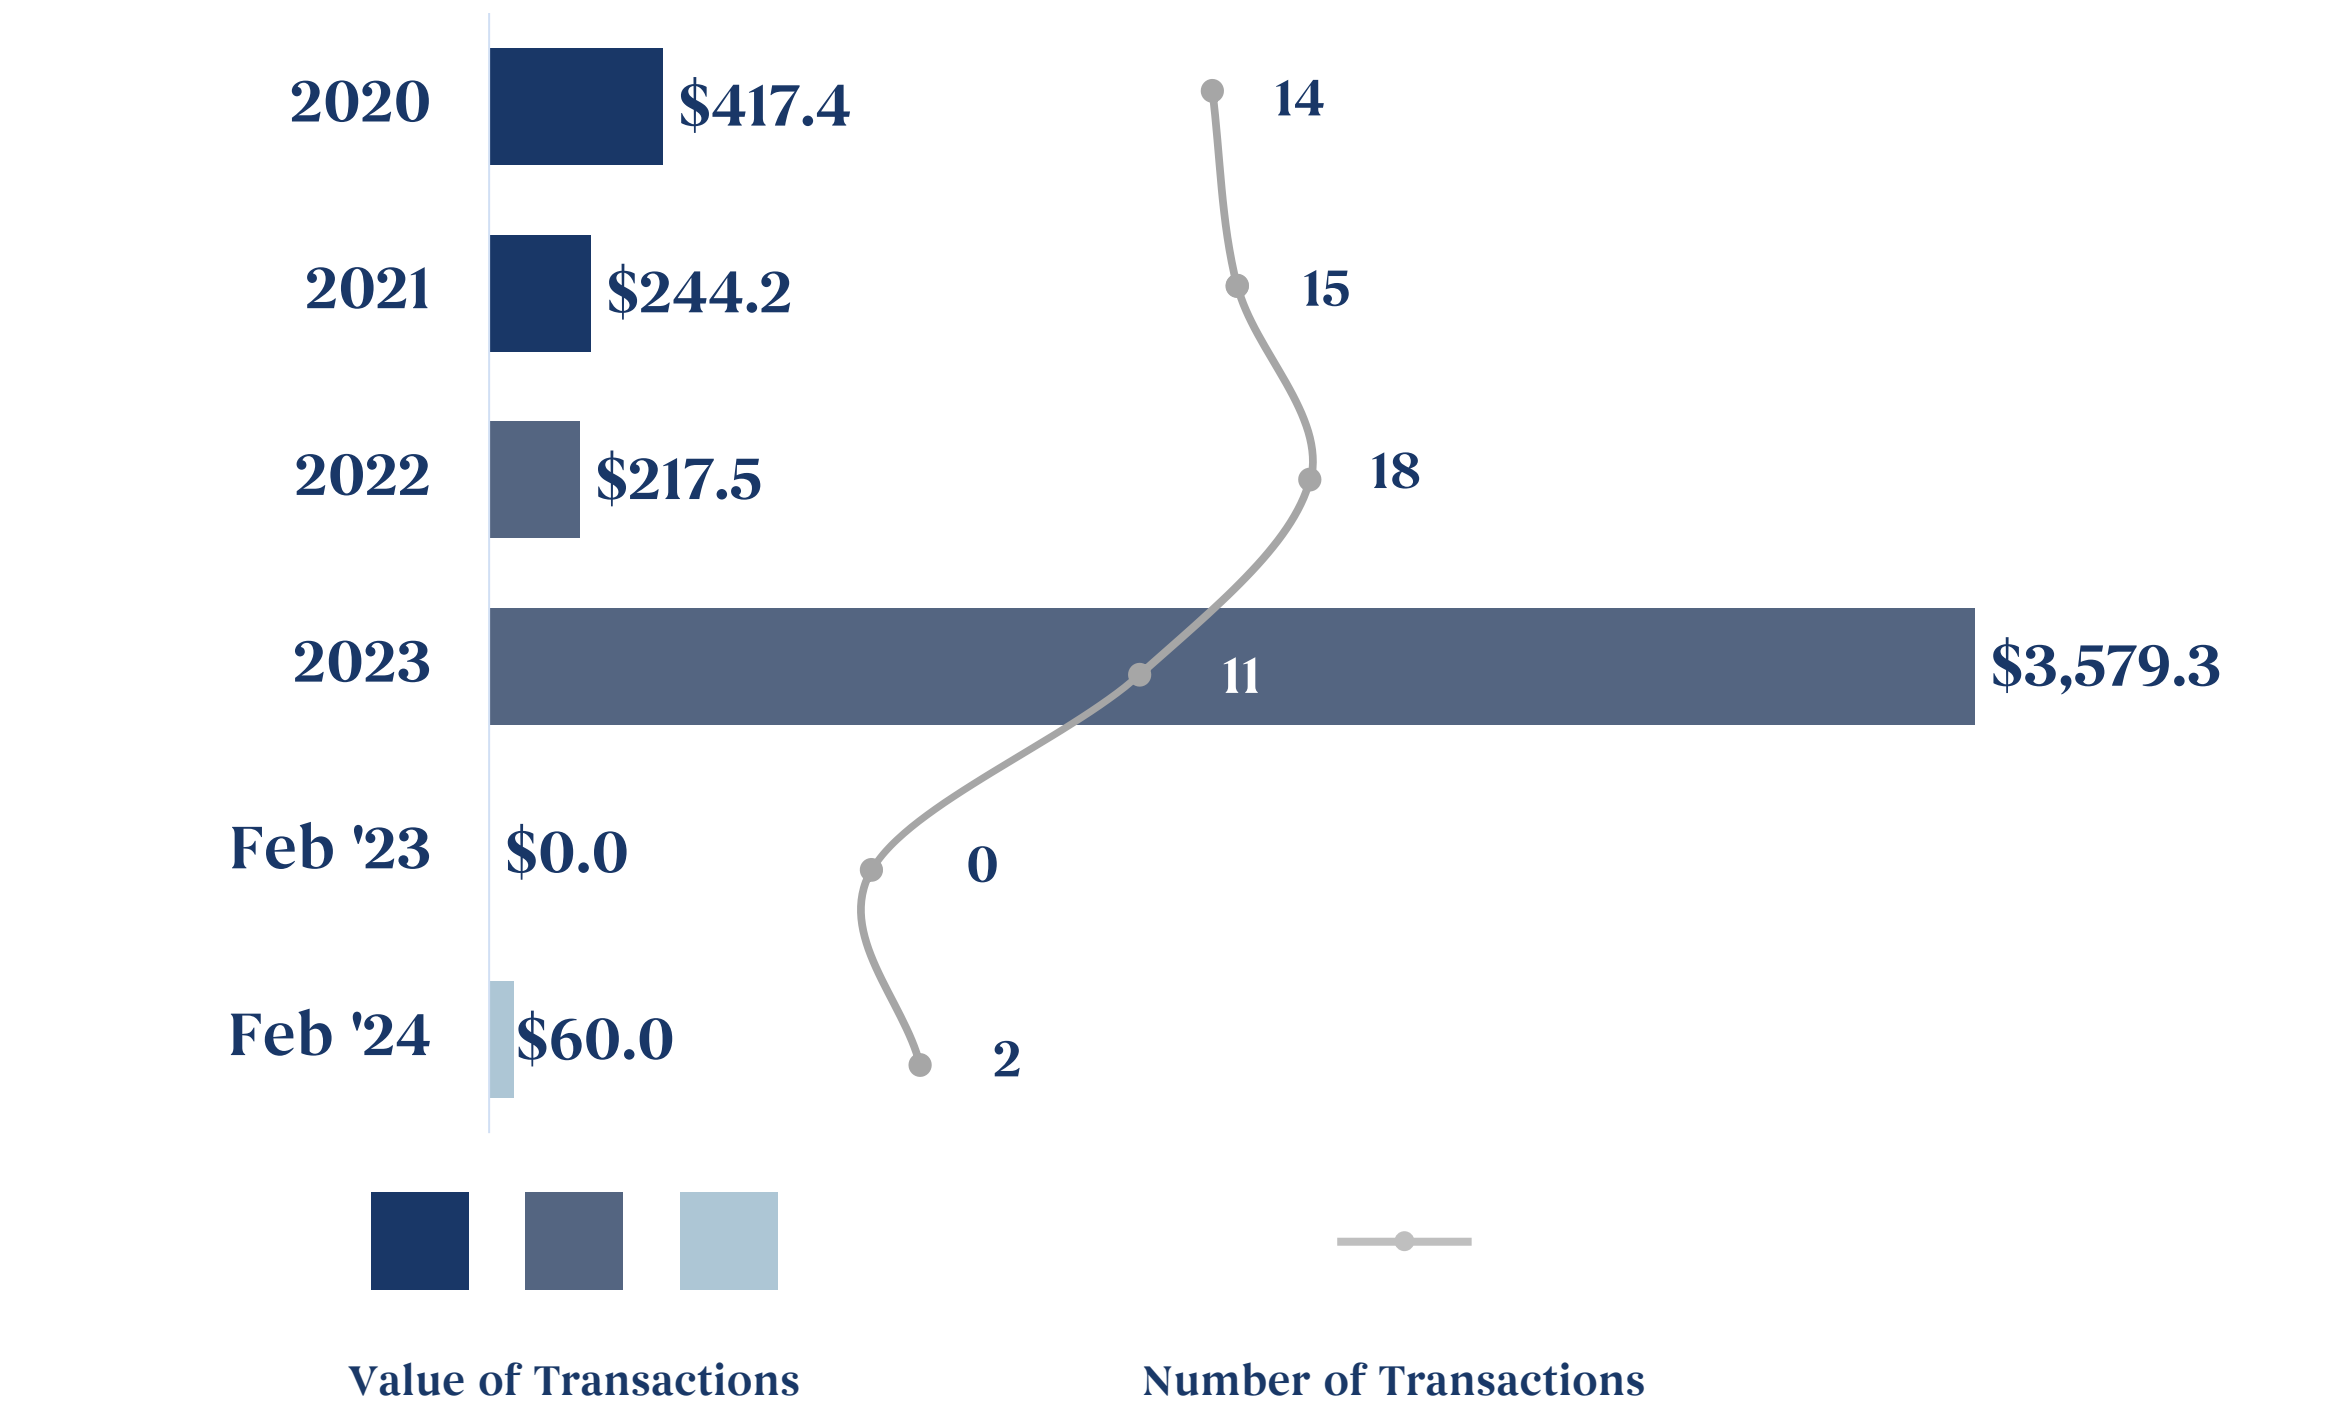 2020 $417.4 14
2021 $244.2 15
2022 $217.5 18
2023 11 $3,579.3
Feb '23 $0.0 0
Feb '24 $60.0 2
Value of Transactions Number of Transactions